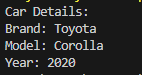 Car Details:
Brand: Toyota
Model: Corolla
Year: 2020